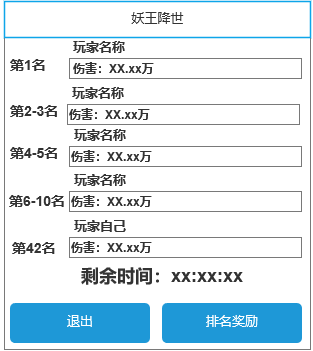 妖王降世
玩家名称
第1名
伤害：XX.xx万
玩家名称
第2-3名
伤害：XX.xx万
玩家名称
第4-5名
伤害：XX.xx万
玩家名称
第6-10名
伤害：XX.xx万
玩家自己
第42名
伤害：XX.xx万
剩余时间：xx:xx:xx
退出 排名奖励